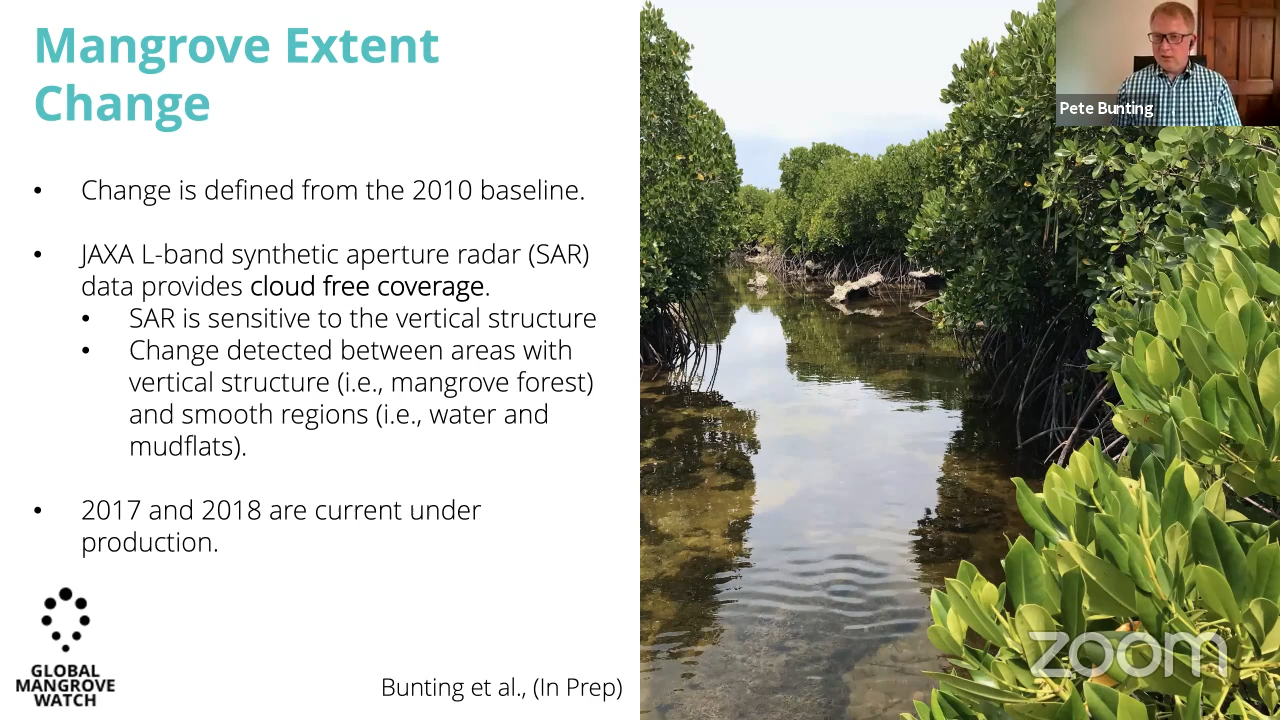 Mangrove Extent
Change
• Change is defined from the 2010 baseline.
• JAXA L-band synthetic aperture radar (SAR)
data provides cloud free coverage.
• SAR is sensitive to the vertical structure
• Change detected between areas with
vertical structure (i.e., mangrove forest)
and smooth regions (i.e., water and
mudflats).
• 2017 and 2018 are current under
production.
GLOBAL
MANGROVE
WATCH
Bunting et al., (In Prep)
Pete Bunting
zoom